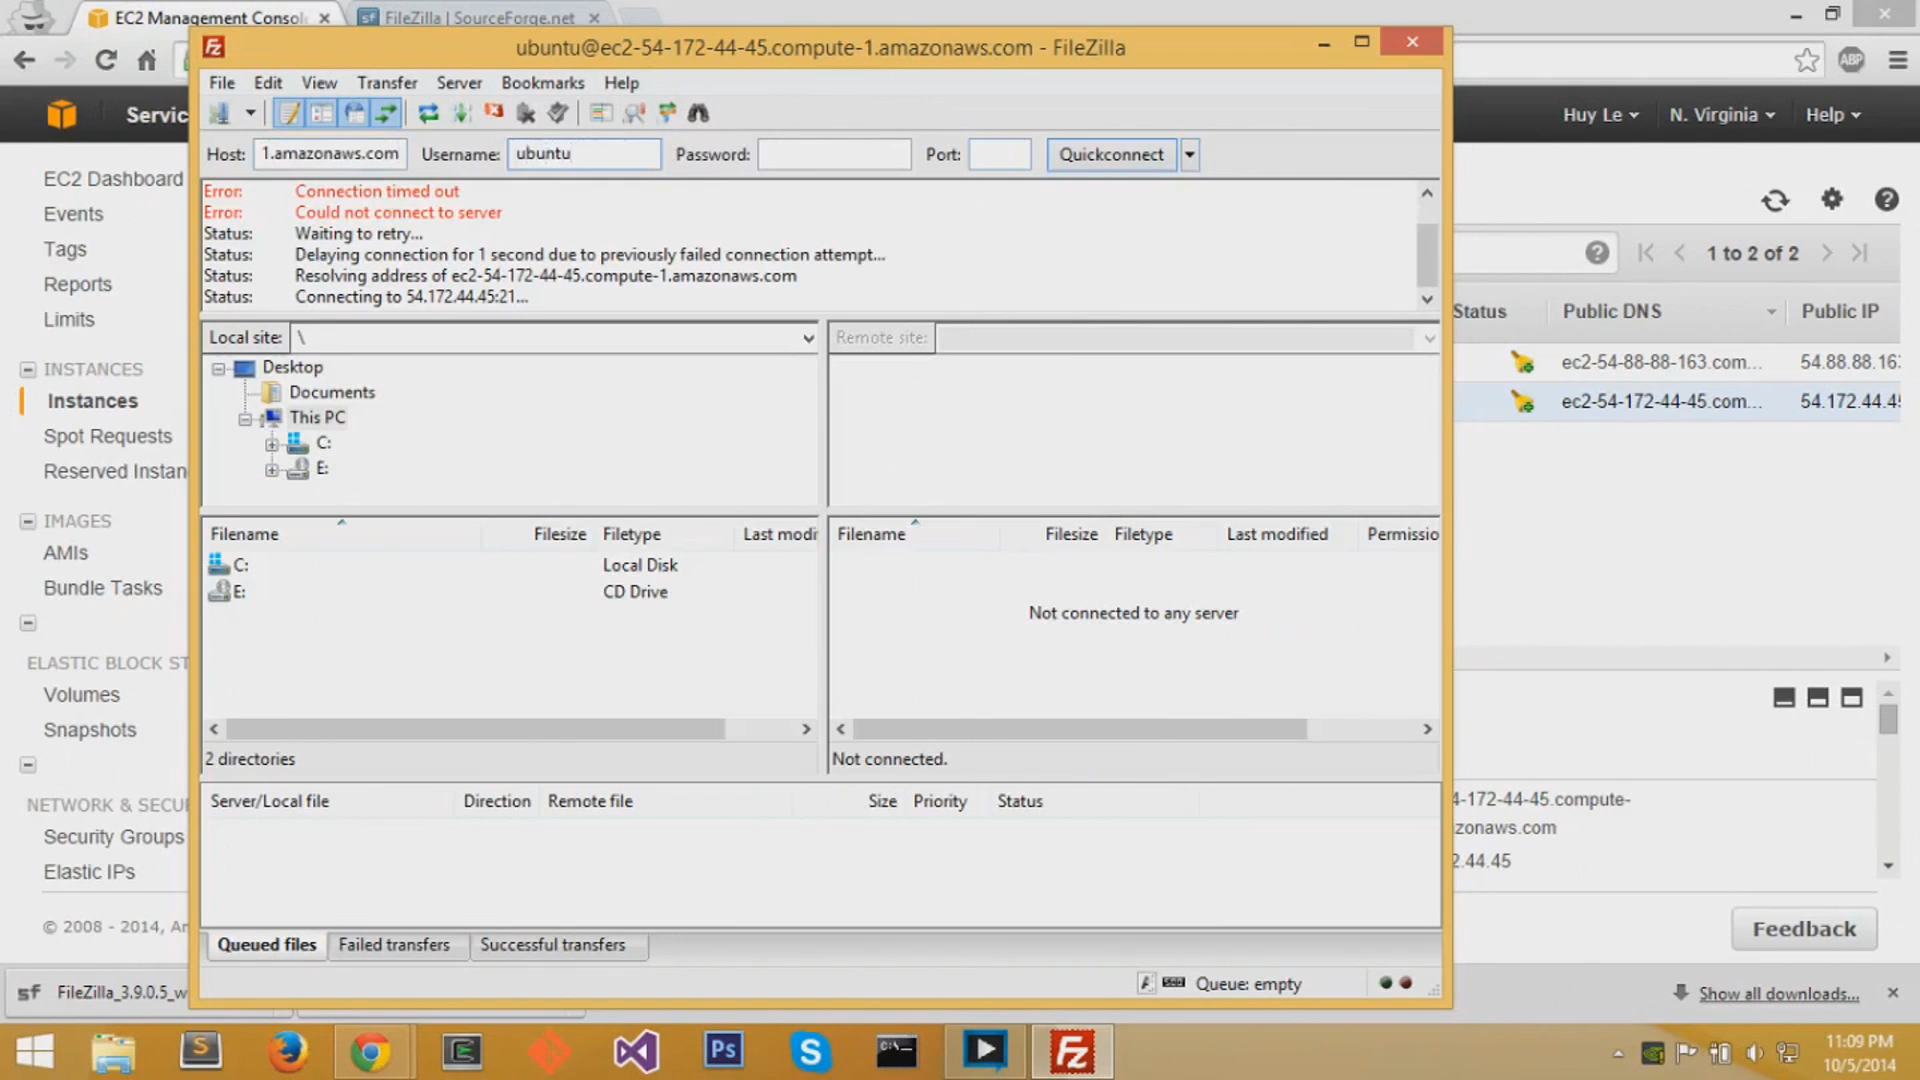 EC2 Management Consol
FileZilla | SourceForge.net
ubuntu@ec2-54-172-44-45.compute-1.amazonaws.com - FileZilla
ABP
File Edit View Transfer Server Bookmarks Help
Servic
Huy Le
N. Virginia
Help
Host: 1.amazonaws.com Username: ubuntu Password: Port: Quickconnect
Error: Connection timed out
Error: Could not connect to server
Status: Waiting to retry...
Status: Delaying connection for 1 second due to previously failed connection attempt...
Status: Resolving address of ec2-54-172-44-45.compute-1.amazonaws.com
Status: Connecting to 54.172.44.45:21...
EC2 Dashboard
Events
Tags
Reports
Limits
INSTANCES
Instances
Spot Requests
Reserved Instan
IMAGES
AMIs
Bundle Tasks
ELASTIC BLOCK ST
Volumes
Snapshots
NETWORK & SECU
Security Groups
Elastic IPs
© 2008 - 2014, Ar
Local site: \
Desktop
Documents
This PC
C:
E:
Remote site:
Filename Filesize Filetype Last modi
C: Local Disk
E: CD Drive
2 directories
Filename Filesize Filetype Last modified Permissio
Not connected to any server
Not connected.
Server/Local file Direction Remote file Size Priority Status
Queued files Failed transfers Successful transfers
Queue: empty
1 to 2 of 2
Status Public DNS Public IP
ec2-54-88-88-163.com... 54.88.88.163
ec2-54-172-44-45.com... 54.172.44.45
4-172-44-45.compute-
zonaws.com
2.44.45
Feedback
sf FileZilla_3.9.0.5_w
Show all downloads...
11:09 PM
10/5/2014